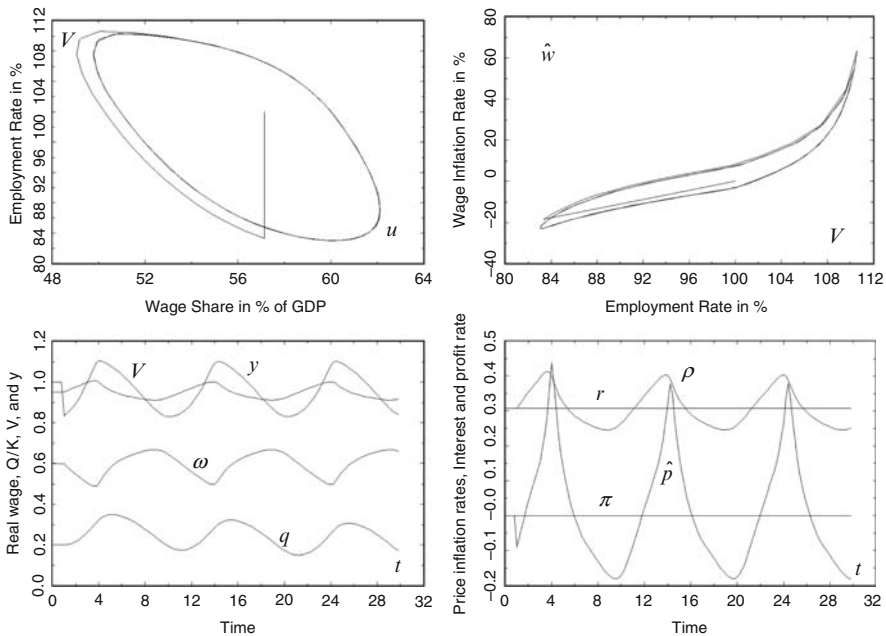 Employment Rate in %
80 84 88 92 96 100 104 108 112
V
u
48 52 56 60 64
Wage Share in % of GDP
Wage Inflation Rate in %
−40 −20 0 20 40 60 80
ŵ
V
80 84 88 92 96 100 104 108 112
Employment Rate in %
Real wage, Q/K, V, and y
0.0 0.2 0.4 0.6 0.8 1.0 1.2
V
y
ω
q
t
0 4 8 12 16 20 24 28 32
Time
Price inflation rates, Interest and profit rate
−0.2 −0.1 −0.0 0.1 0.2 0.3 0.4 0.5
ρ
r
p̂
π
t
0 4 8 12 16 20 24 28 32
Time